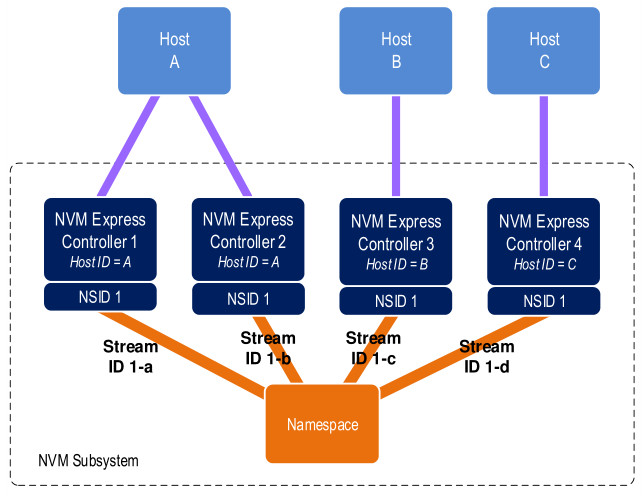 Host
A
Host
B
Host
C
NVM Express
Controller 1
Host ID = A
NVM Express
Controller 2
Host ID = A
NVM Express
Controller 3
Host ID = B
NVM Express
Controller 4
Host ID = C
NSID 1
NSID 1
NSID 1
NSID 1
Stream
ID 1-a
Stream
ID 1-b
Stream
ID 1-c
Stream
ID 1-d
Namespace
NVM Subsystem